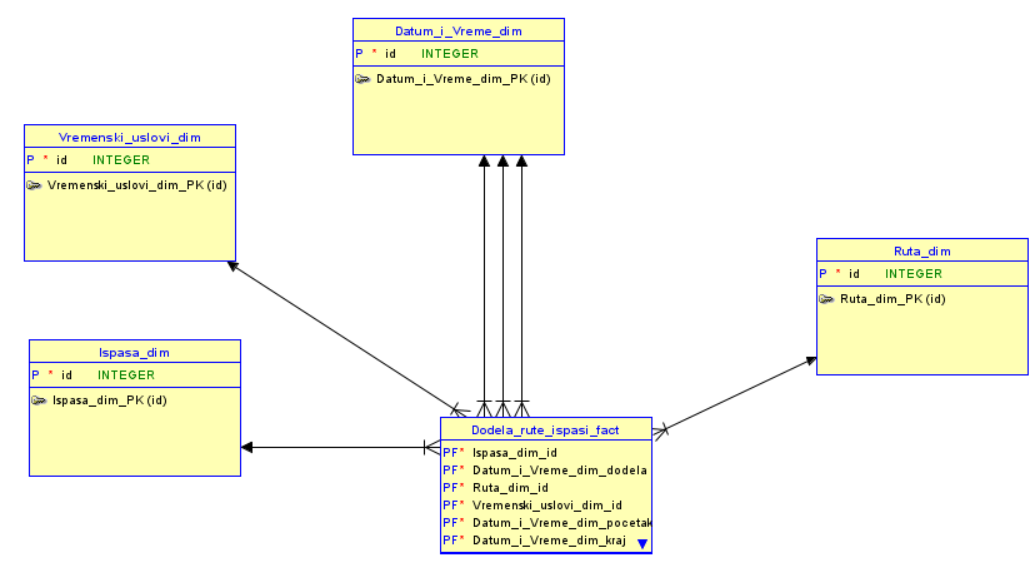 Datum_i_Vreme_dim
P * id INTEGER
Datum_i_Vreme_dim_PK (id)
Vremenski_uslovi_dim
P * id INTEGER
Vremenski_uslovi_dim_PK (id)
Ruta_dim
P * id INTEGER
Ruta_dim_PK (id)
Ispasa_dim
P * id INTEGER
Ispasa_dim_PK (id)
Dodela_rute_ispasi_fact
PF* Ispasa_dim_id
PF* Datum_i_Vreme_dim_dodela
PF* Ruta_dim_id
PF* Vremenski_uslovi_dim_id
PF* Datum_i_Vreme_dim_pocetak
PF* Datum_i_Vreme_dim_kraj